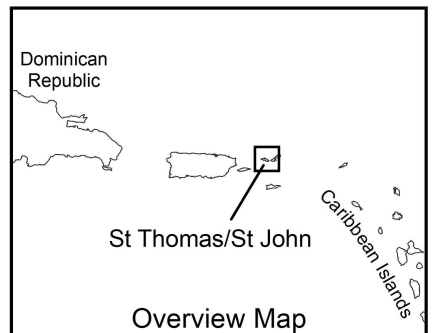 Dominican
Republic
St Thomas/St John
Caribbean Islands
Overview Map